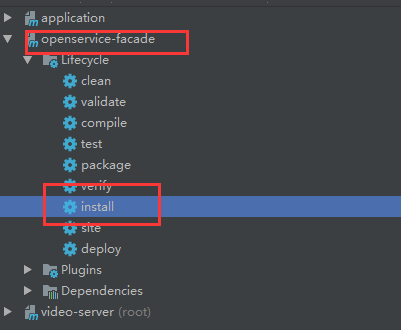 application
openservice-facade
Lifecycle
clean
validate
compile
test
package
verify
install
site
deploy
Plugins
Dependencies
video-server (root)